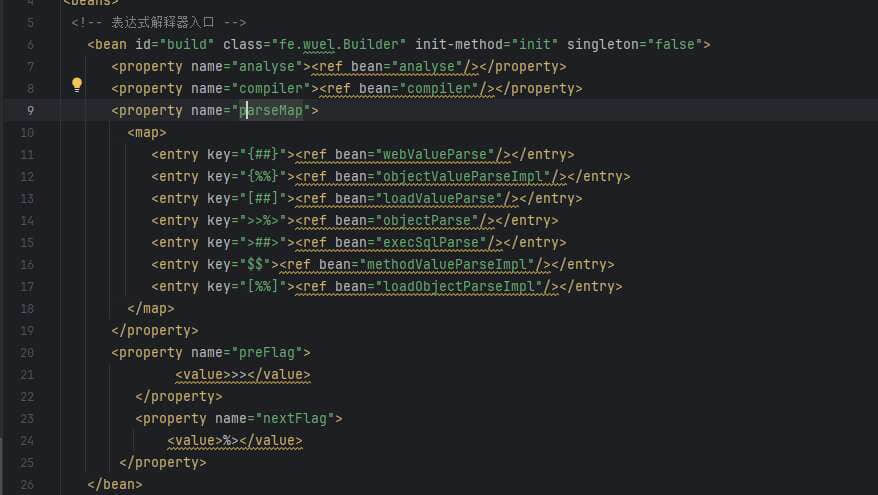 4 <beans>
5 <!-- 表达式解释器入口 -->
6 <bean id="build" class="fe.wuel.Builder" init-method="init" singleton="false">
7 <property name="analyse"><ref bean="analyse"/></property>
8 <property name="compiler"><ref bean="compiler"/></property>
9 <property name="parseMap">
10 <map>
11 <entry key="{##}"><ref bean="webValueParse"/></entry>
12 <entry key="{%%}"><ref bean="objectValueParseImpl"/></entry>
13 <entry key="[##]"><ref bean="loadValueParse"/></entry>
14 <entry key=">>%>"><ref bean="objectParse"/></entry>
15 <entry key=">##>"><ref bean="execSqlParse"/></entry>
16 <entry key="$$"><ref bean="methodValueParseImpl"/></entry>
17 <entry key="[%%]"><ref bean="loadObjectParseImpl"/></entry>
18 </map>
19 </property>
20 <property name="preFlag">
21 <value>>></value>
22 </property>
23 <property name="nextFlag">
24 <value>%></value>
25 </property>
26 </bean>